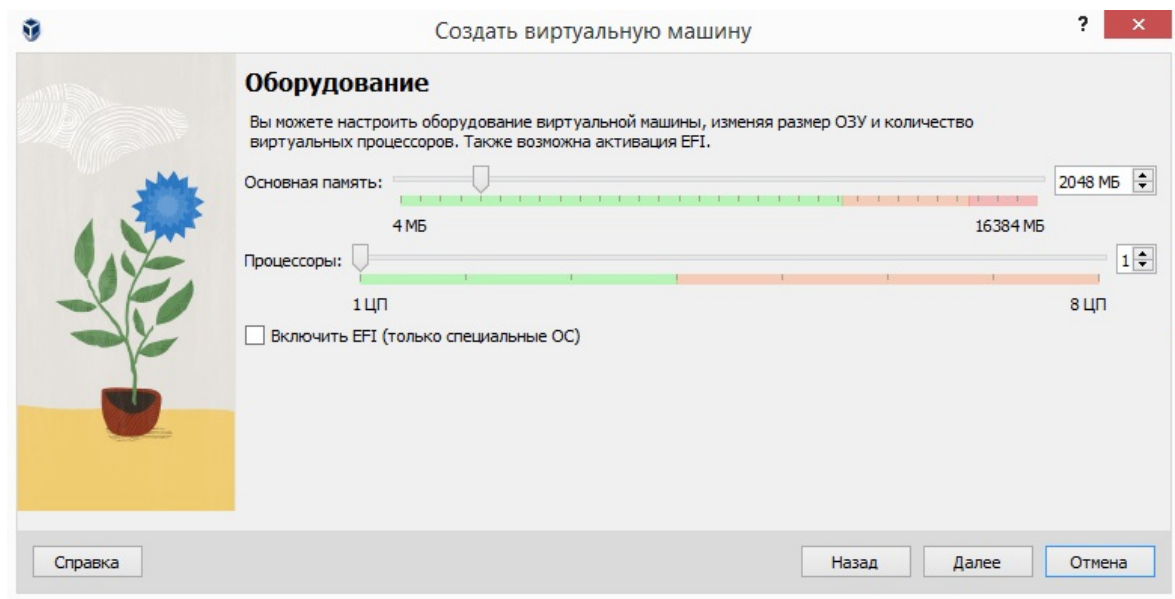 Создать виртуальную машину
?
Оборудование
Вы можете настроить оборудование виртуальной машины, изменяя размер ОЗУ и количество
виртуальных процессоров. Также возможна активация EFI.
Основная память: 2048 МБ
4 МБ 16384 МБ
Процессоры: 1
1 ЦП 8 ЦП
Включить EFI (только специальные ОС)
Справка Назад Далее Отмена